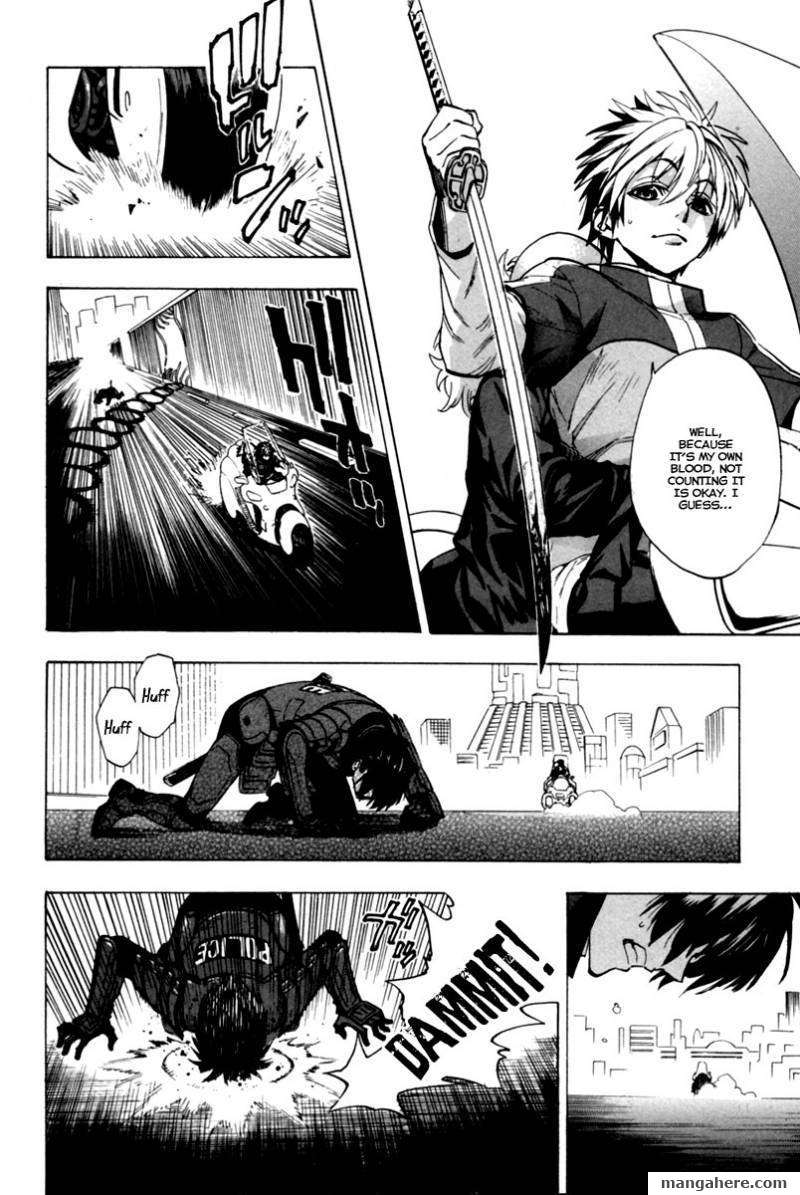 WELL,
BECAUSE
IT'S MY OWN
BLOOD, NOT
COUNTING IT
IS OKAY. I
GUESS...
Huff
Huff
DAMMIT!
POLICE
mangahere.com